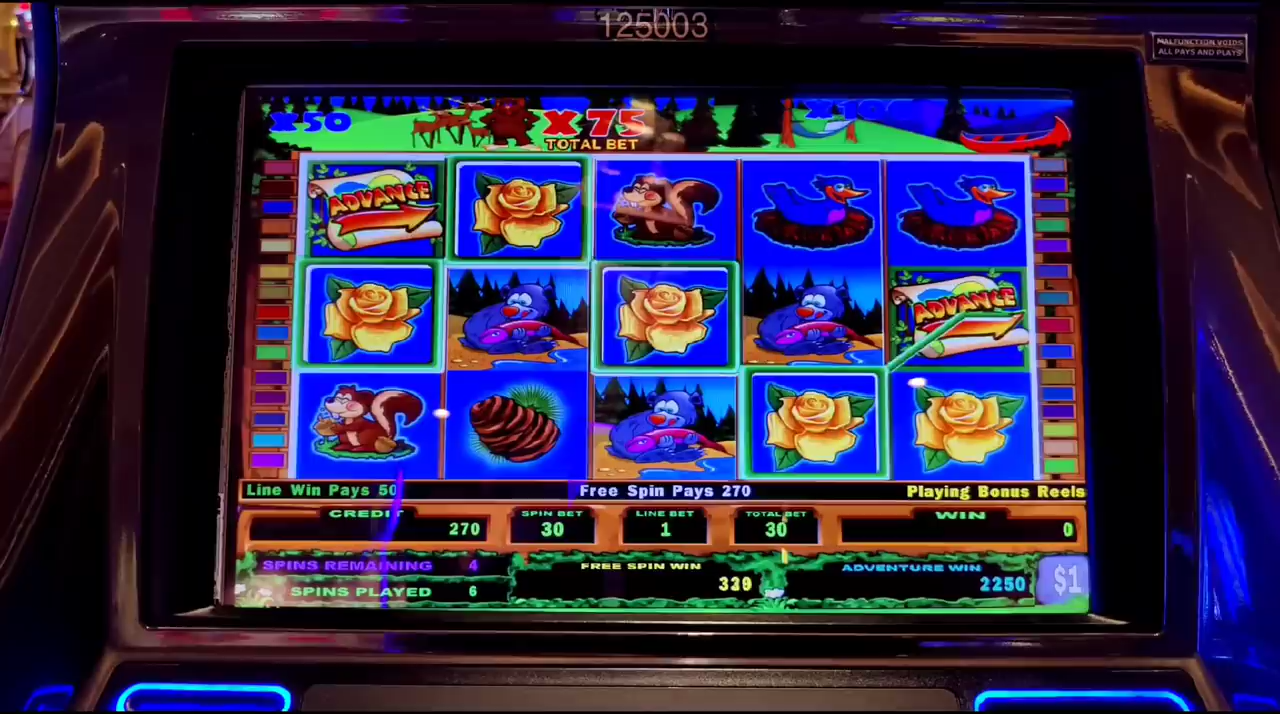 125003
MALFUNCTION VOIDS
ALL PAYS AND PLAYS
X50
X75
X100
TOTAL BET
ADVANCE
ADVANCE
Line Win Pays 50
Free Spin Pays 270
Playing Bonus Reels
CREDIT
270
SPIN BET
30
LINE BET
1
TOTAL BET
30
WIN
0
SPINS REMAINING 4
SPINS PLAYED 6
FREE SPIN WIN
339
ADVENTURE WIN
2250
$1